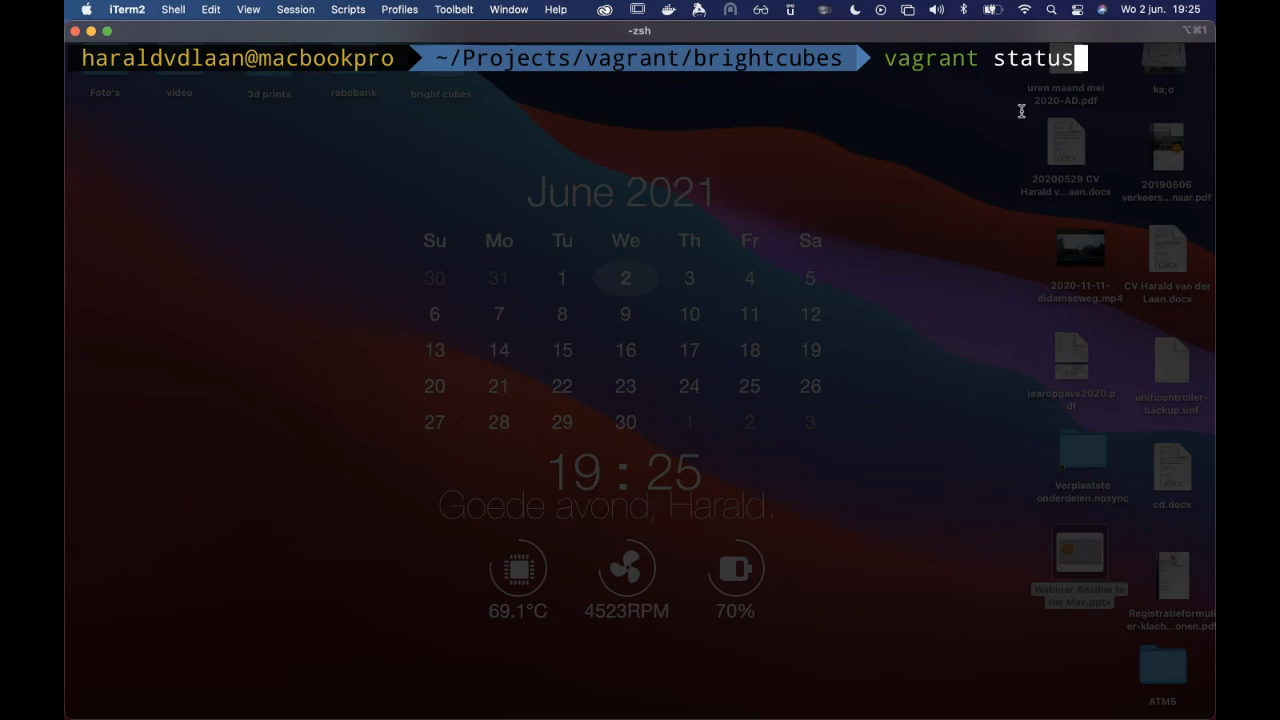 iTerm2 Shell Edit View Session Scripts Profiles Toolbelt Window Help Wo 2 jun. 19:25
-zsh ⌥⌘1
haraldvdlaan@macbookpro ~/Projects/vagrant/brightcubes vagrant status
Foto's video 3d prints rabobank bright cubes
uren maand mei
2020-AD.pdf
ka;o
20200529 CV
Harald v...aan.docx
20190506
verkeers...naar.pdf
June 2021
Su Mo Tu We Th Fr Sa
30 31 1 2 3 4 5
6 7 8 9 10 11 12
13 14 15 16 17 18 19
20 21 22 23 24 25 26
27 28 29 30 1 2 3
2020-11-11-
didamseweg.mp4
CV Harald van der
Laan.docx
jaaropgave2020.p
df
unificontroller-
backup.unf
19 : 25
Goede avond, Harald.
Verplaatste
onderdelen.nosync
cd.docx
69.1°C 4523RPM 70%
Webinar Ansible to
the Max.pptx
Registratieformuli
er-klach...onen.pdf
ATM5